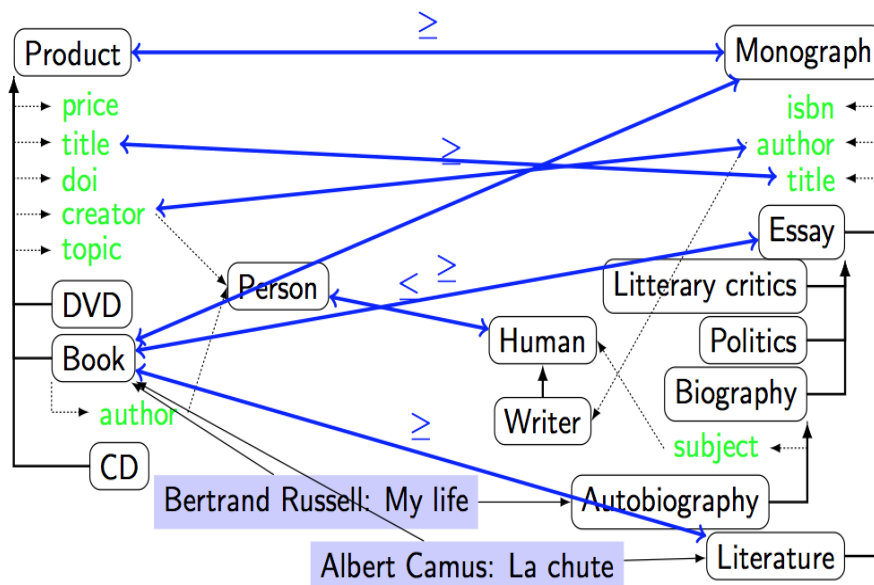 ≥
Product
Monograph
price
isbn
title
≥
author
doi
title
creator
topic
Essay
Person
≤
≥
Litterary critics
DVD
Human
Politics
Book
Biography
author
≥
Writer
subject
CD
Bertrand Russell: My life
Autobiography
Albert Camus: La chute
Literature